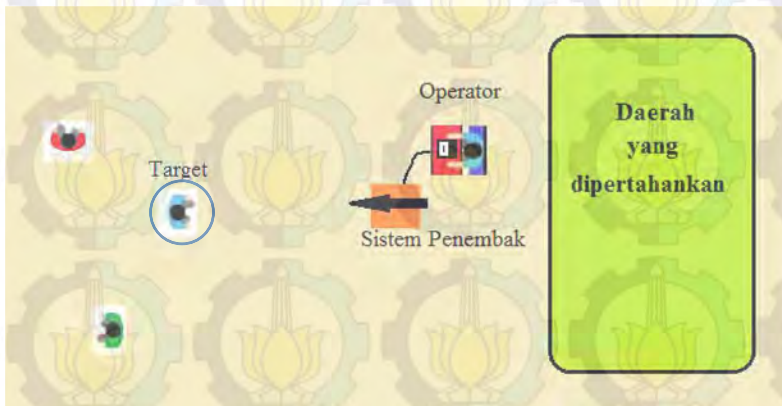 Operator
Target
Sistem Penembak
Daerah
yang
dipertahankan